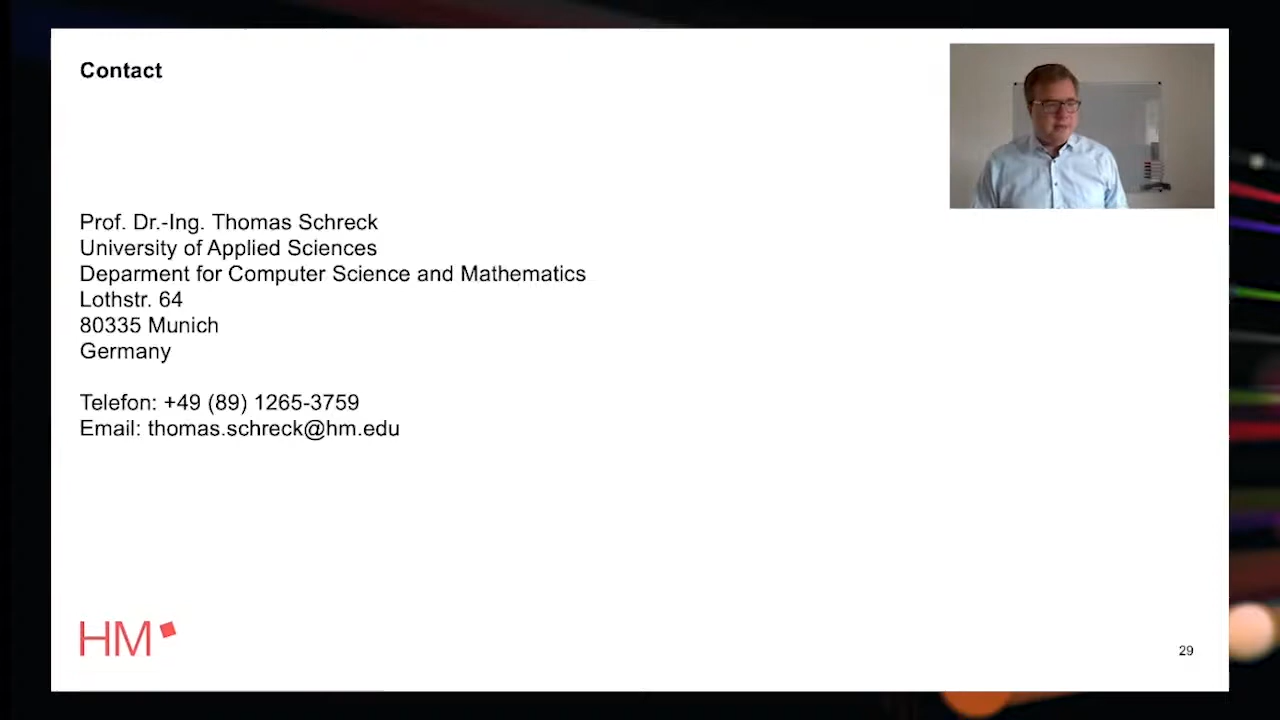 Contact
Prof. Dr.-Ing. Thomas Schreck
University of Applied Sciences
Deparment for Computer Science and Mathematics
Lothstr. 64
80335 Munich
Germany
Telefon: +49 (89) 1265-3759
Email: thomas.schreck@hm.edu
HM
29